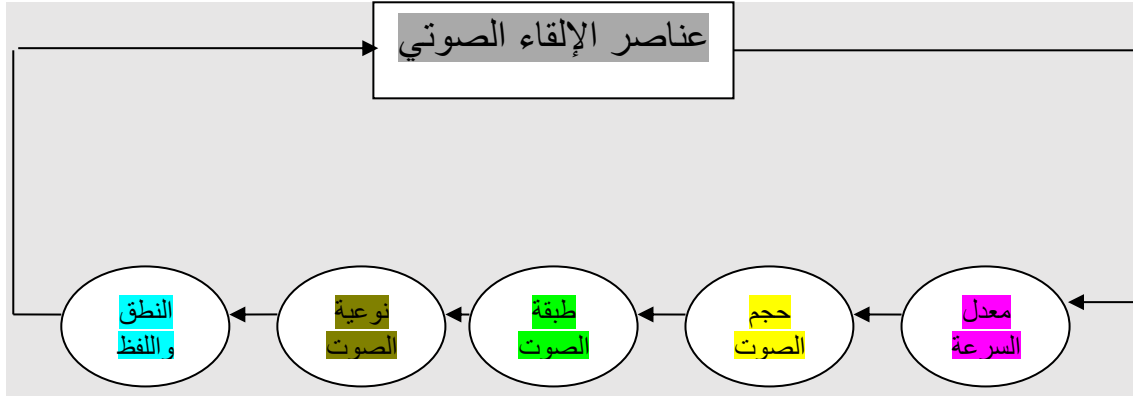 عناصر الإلقاء الصوتي
معدل
السرعة
حجم
الصوت
طبقة
الصوت
نوعية
الصوت
النطق
واللفظ